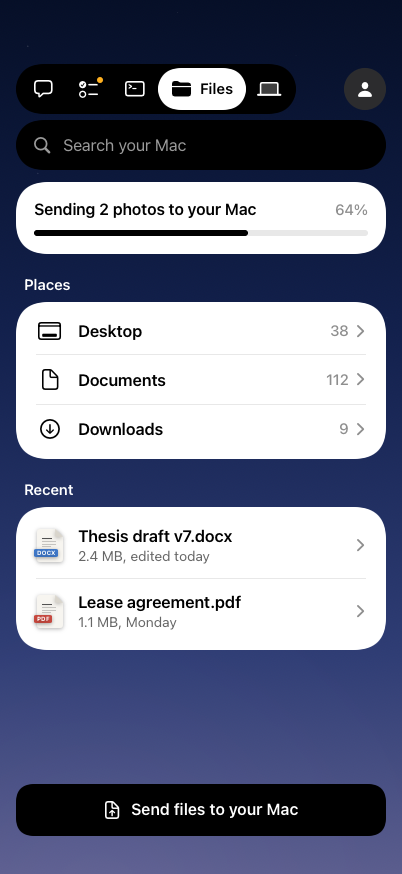 Files
Search your Mac
Sending 2 photos to your Mac 64%
Places
Desktop 38
Documents 112
Downloads 9
Recent
DOCX
Thesis draft v7.docx
2.4 MB, edited today
PDF
Lease agreement.pdf
1.1 MB, Monday
Send files to your Mac